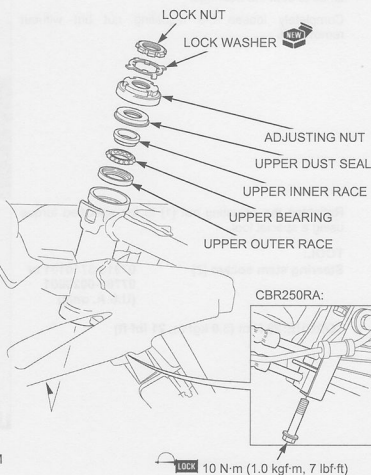 LOCK NUT
LOCK WASHER
NEW
ADJUSTING NUT
UPPER DUST SEAL
UPPER INNER RACE
UPPER BEARING
UPPER OUTER RACE
CBR250RA:
LOCK
10 N·m (1.0 kgf·m, 7 lbf·ft)